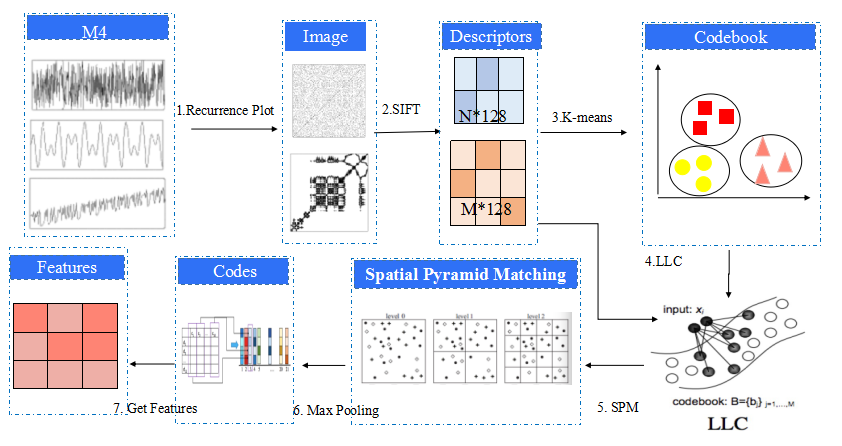 M4
Image
Descriptors
Codebook
1.Recurrence Plot
2.SIFT
N*128
M*128
3.K-means
4.LLC
input: xi
codebook: B={bj} j=1,...,M
LLC
5. SPM
Spatial Pyramid Matching
level 0
level 1
level 2
6. Max Pooling
Codes
7. Get Features
Features